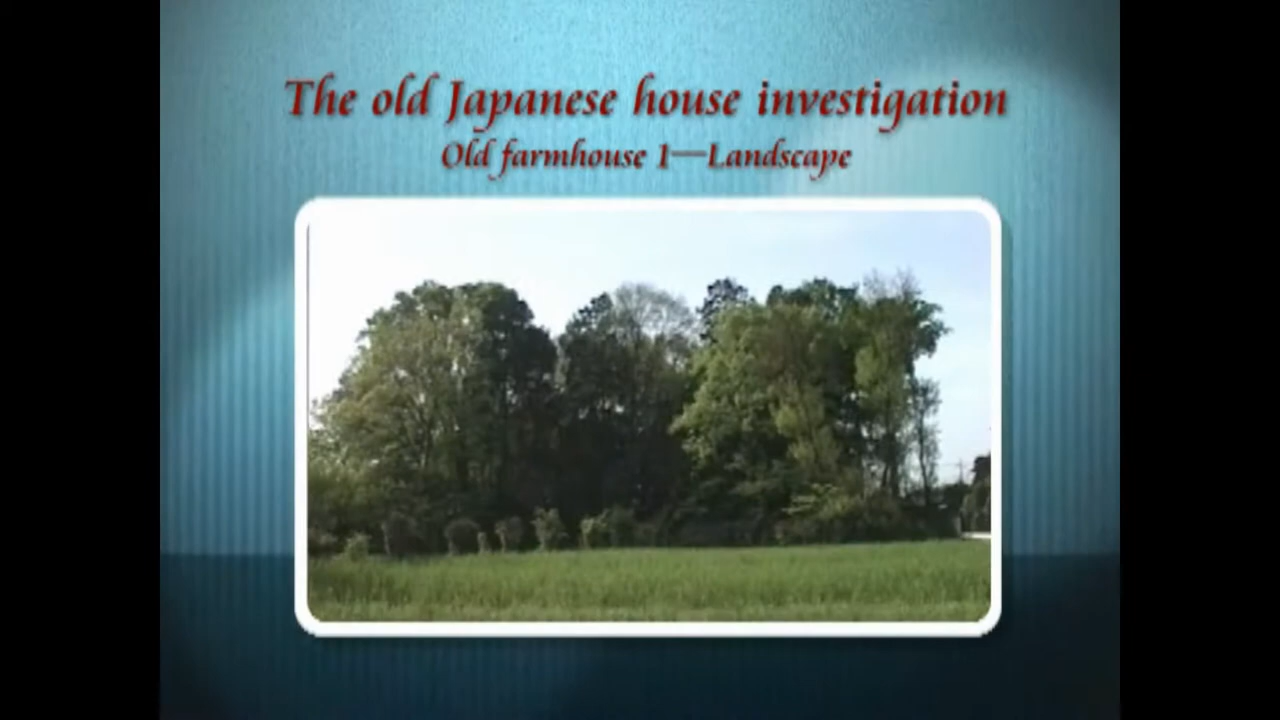 The old Japanese house investigation
Old farmhouse 1—Landscape